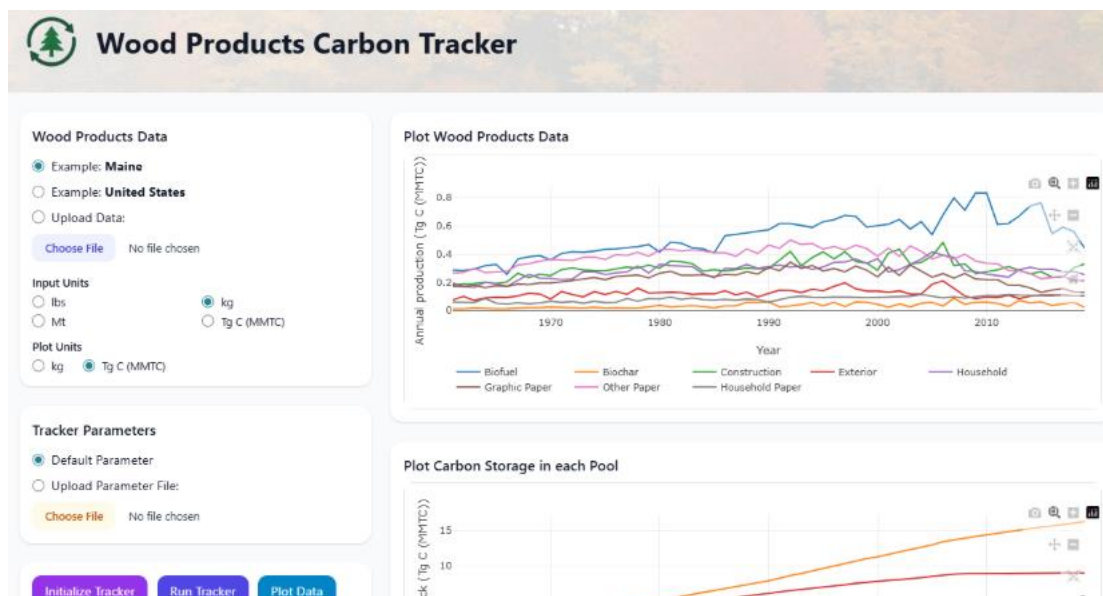 Wood Products Carbon Tracker
Wood Products Data
Example: Maine
Example: United States
Upload Data:
Choose File No file chosen
Input Units
lbs kg
Mt Tg C (MMTC)
Plot Units
kg Tg C (MMTC)
Tracker Parameters
Default Parameter
Upload Parameter File:
Choose File No file chosen
Initialize Tracker Run Tracker Plot Data
Plot Wood Products Data
Annual production (Tg C (MMTC))
0.8
0.6
0.4
0.2
0
1970 1980 1990 2000 2010
Year
Biofuel Biochar Construction Exterior Household
Graphic Paper Other Paper Household Paper
Plot Carbon Storage in each Pool
(Tg C (MMTC))
15
10